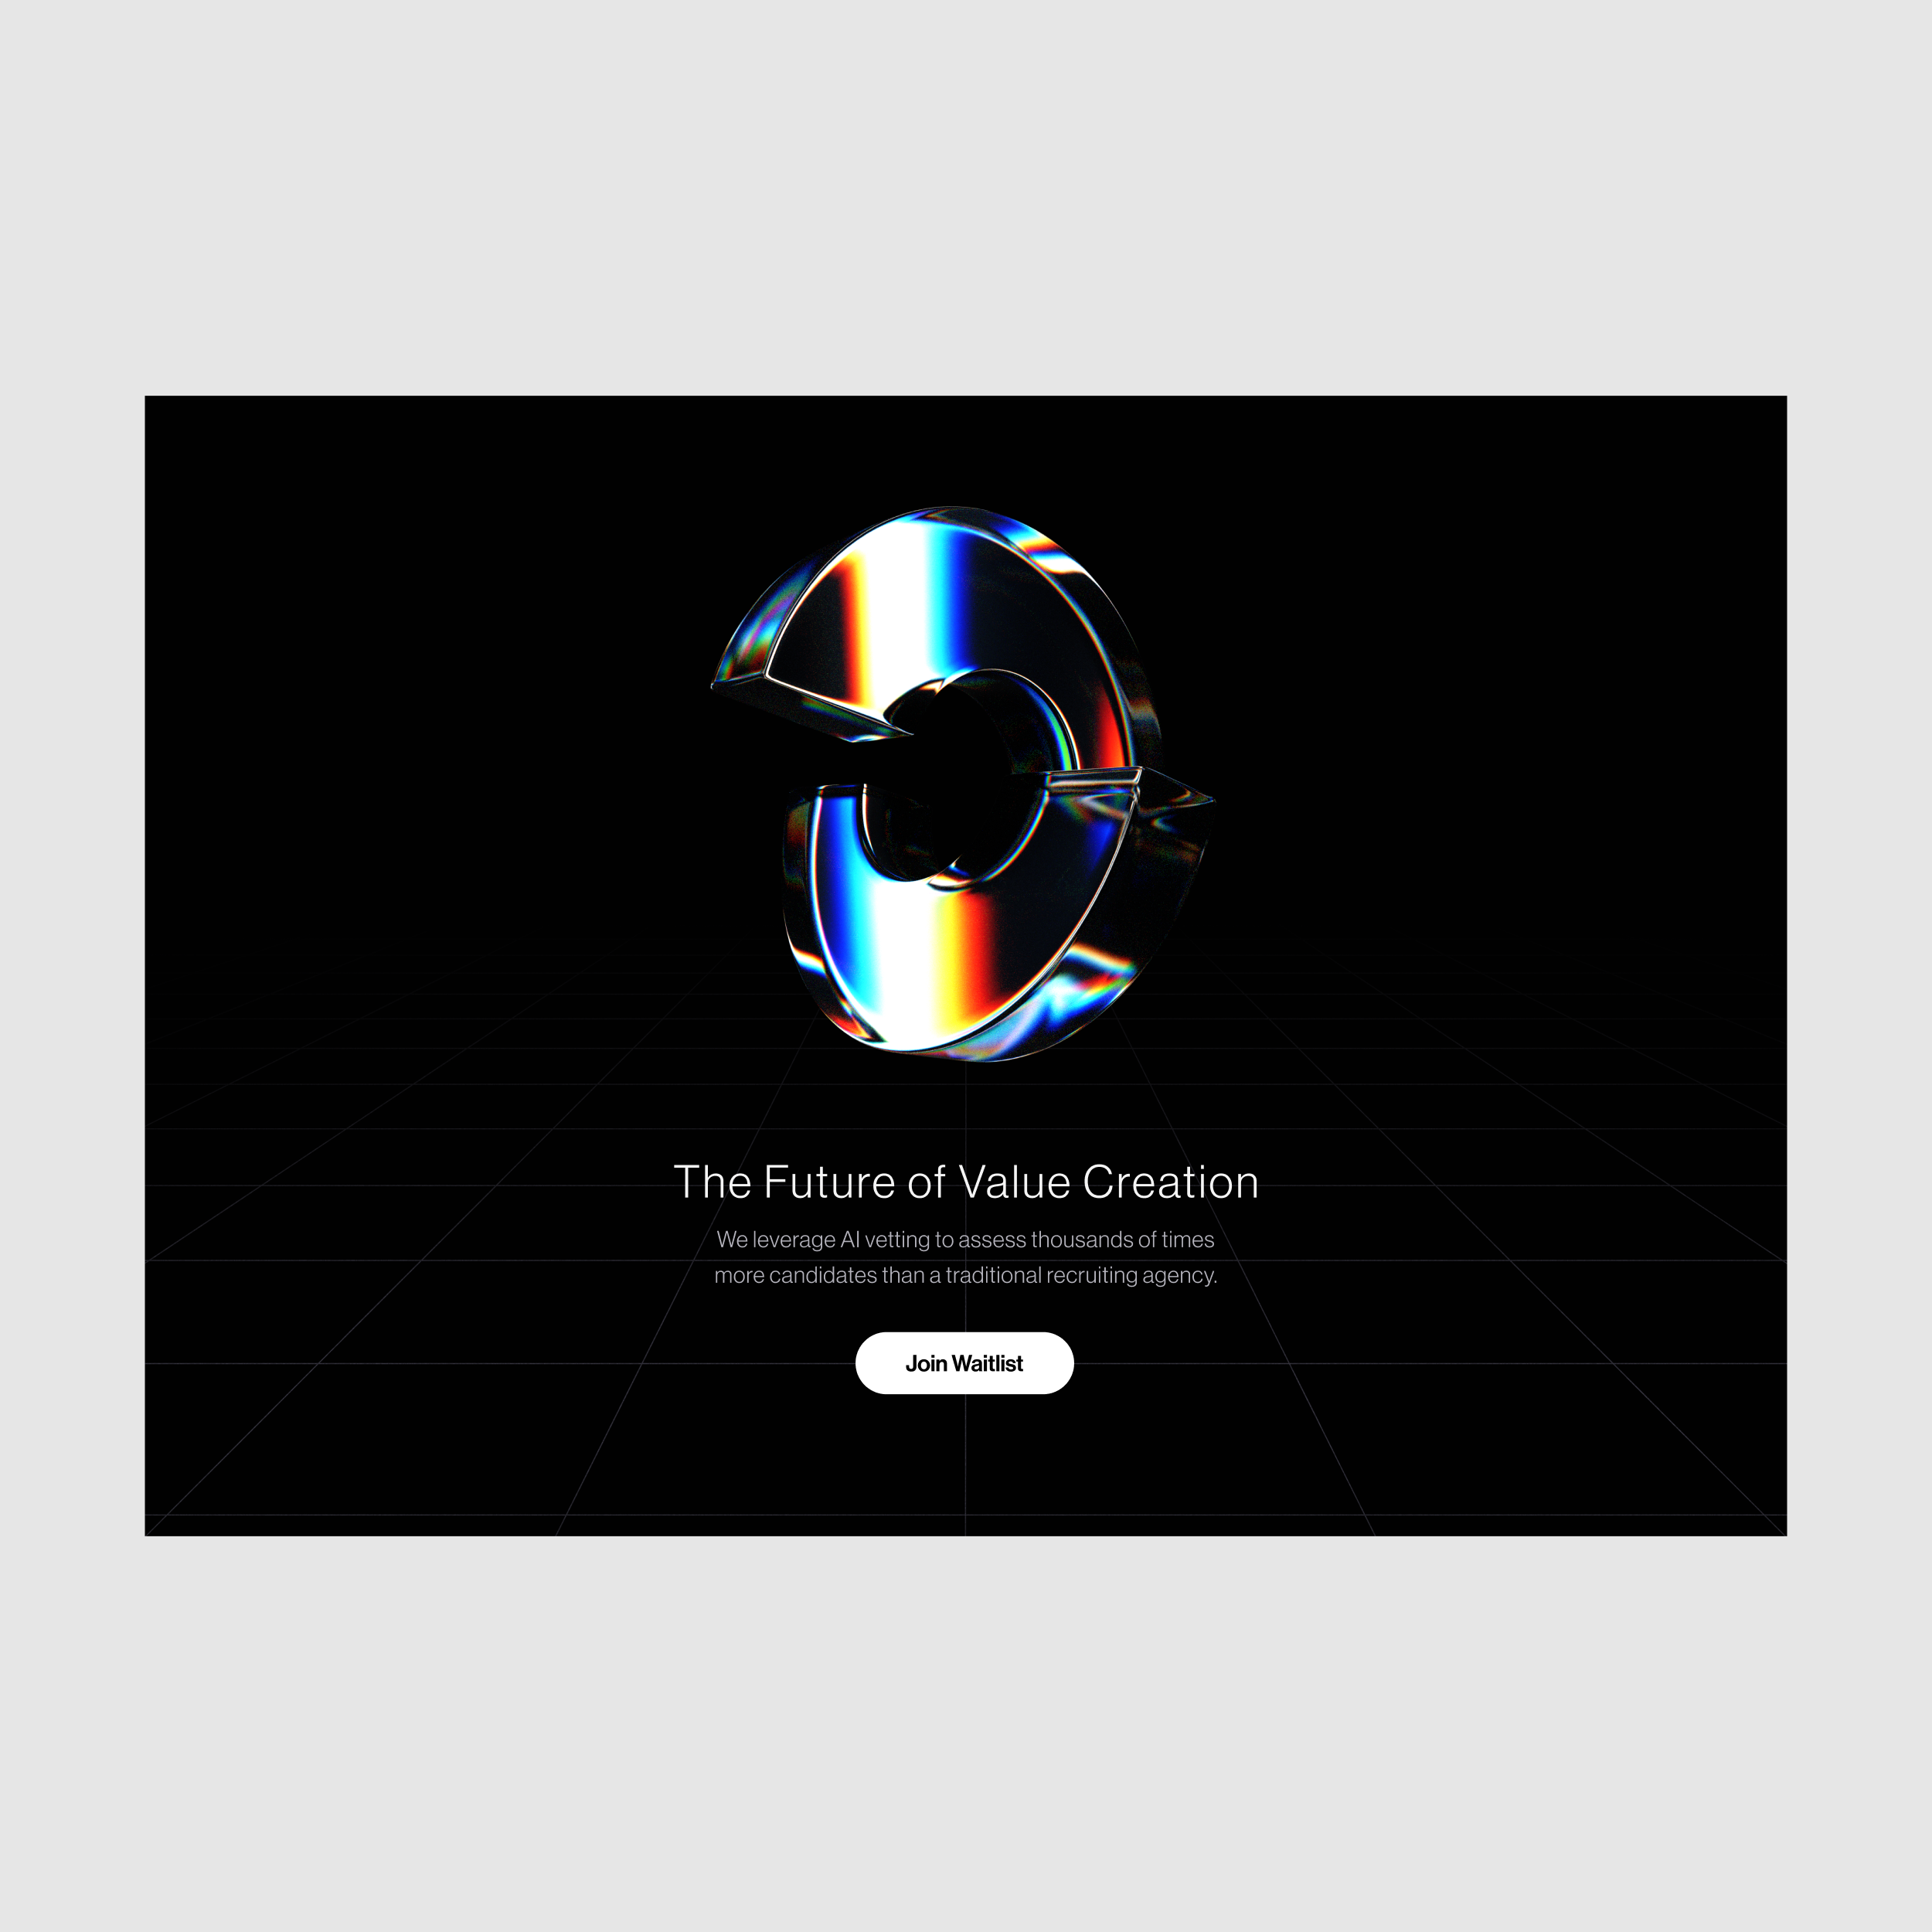 The Future of Value Creation
We leverage AI vetting to assess thousands of times
more candidates than a traditional recruiting agency.
Join Waitlist